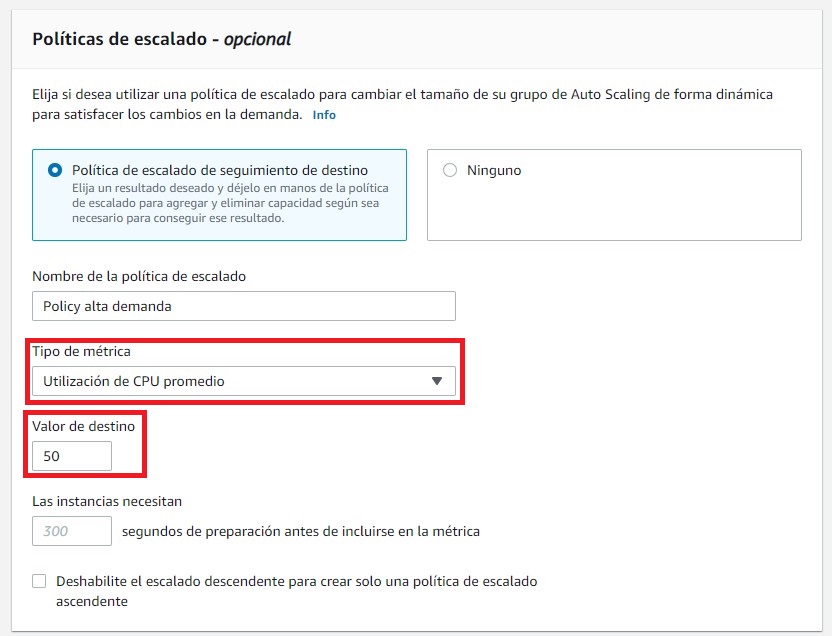 Políticas de escalado - opcional
Elija si desea utilizar una política de escalado para cambiar el tamaño de su grupo de Auto Scaling de forma dinámica
para satisfacer los cambios en la demanda. Info
Política de escalado de seguimiento de destino
Elija un resultado deseado y déjelo en manos de la política
de escalado para agregar y eliminar capacidad según sea
necesario para conseguir ese resultado.
Ninguno
Nombre de la política de escalado
Policy alta demanda
Tipo de métrica
Utilización de CPU promedio
Valor de destino
50
Las instancias necesitan
300 segundos de preparación antes de incluirse en la métrica
Deshabilite el escalado descendente para crear solo una política de escalado
ascendente